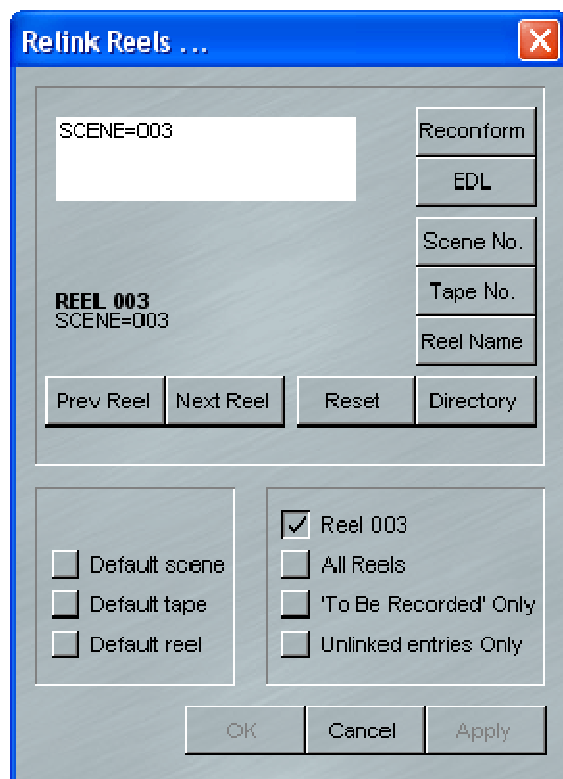 Relink Reels ...
SCENE=003
Reconform
EDL
Scene No.
Tape No.
REEL 003
SCENE=003
Reel Name
Prev Reel
Next Reel
Reset
Directory
Default scene
Default tape
Default reel
Reel 003
All Reels
'To Be Recorded' Only
Unlinked entries Only
OK
Cancel
Apply